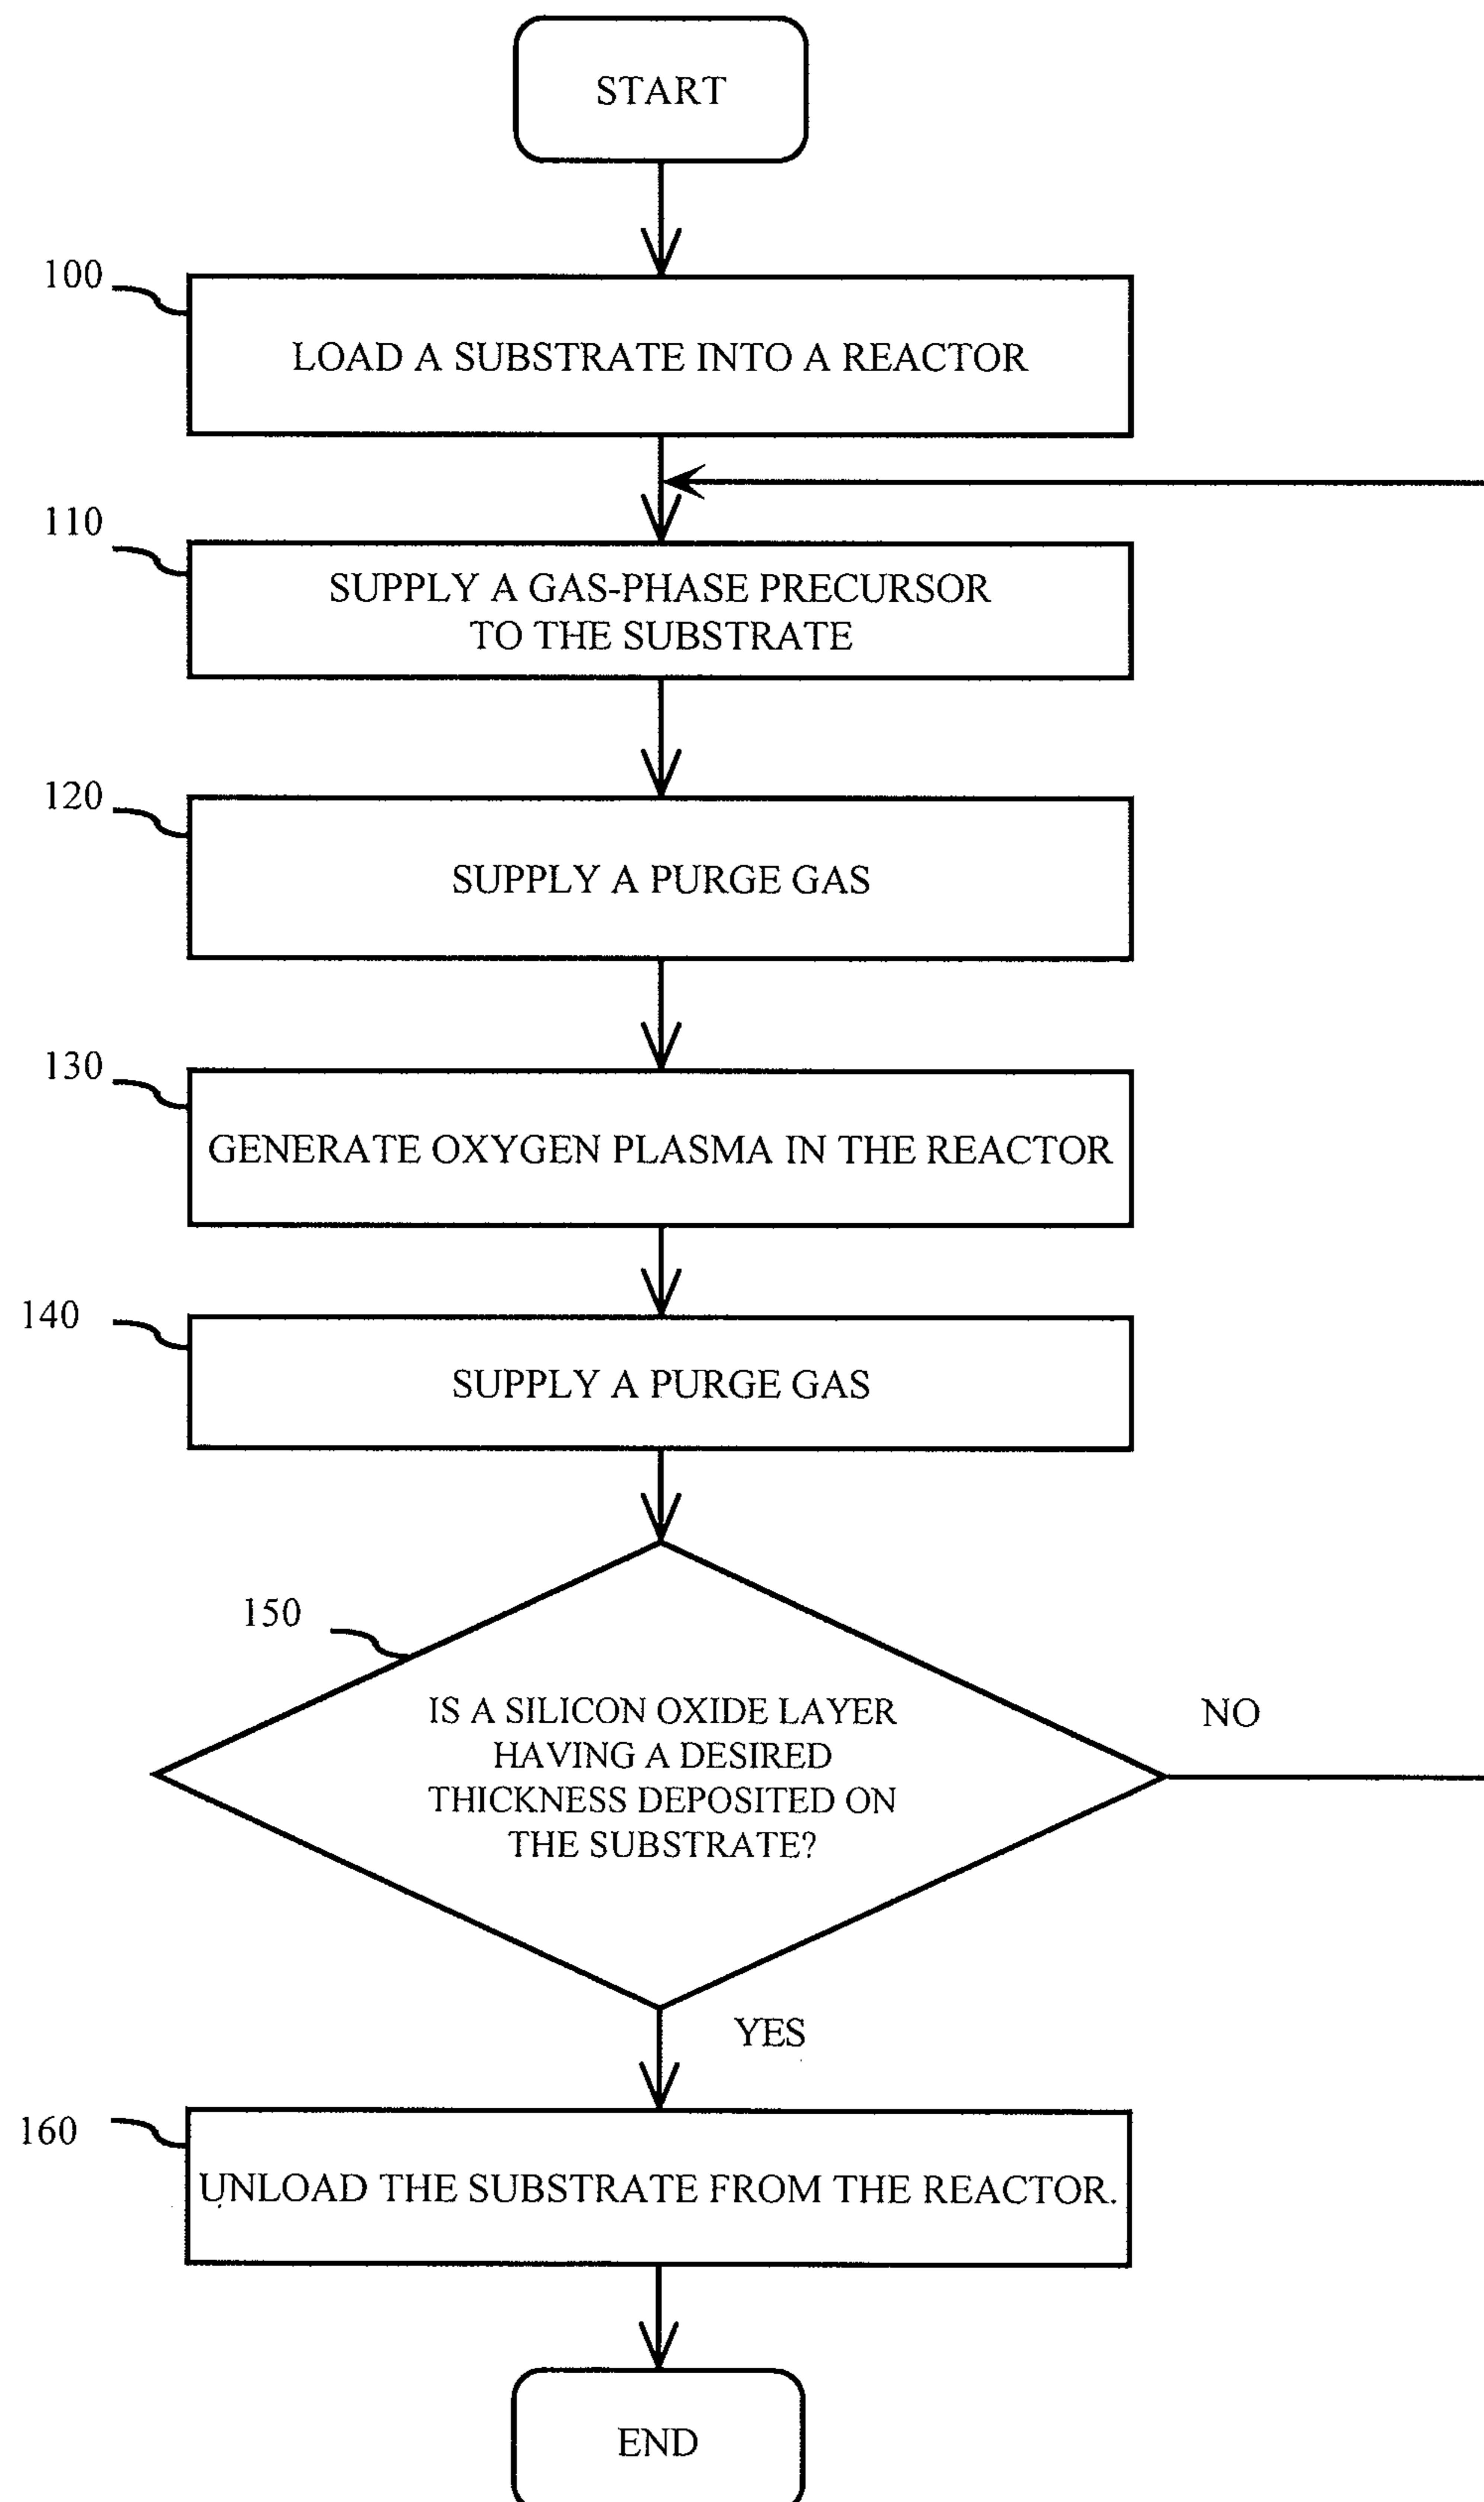 START
100
LOAD A SUBSTRATE INTO A REACTOR
110
SUPPLY A GAS-PHASE PRECURSOR
TO THE SUBSTRATE
120
SUPPLY A PURGE GAS
130
GENERATE OXYGEN PLASMA IN THE REACTOR
140
SUPPLY A PURGE GAS
150
IS A SILICON OXIDE LAYER
HAVING A DESIRED
THICKNESS DEPOSITED ON
THE SUBSTRATE?
NO
YES
160
UNLOAD THE SUBSTRATE FROM THE REACTOR.
END